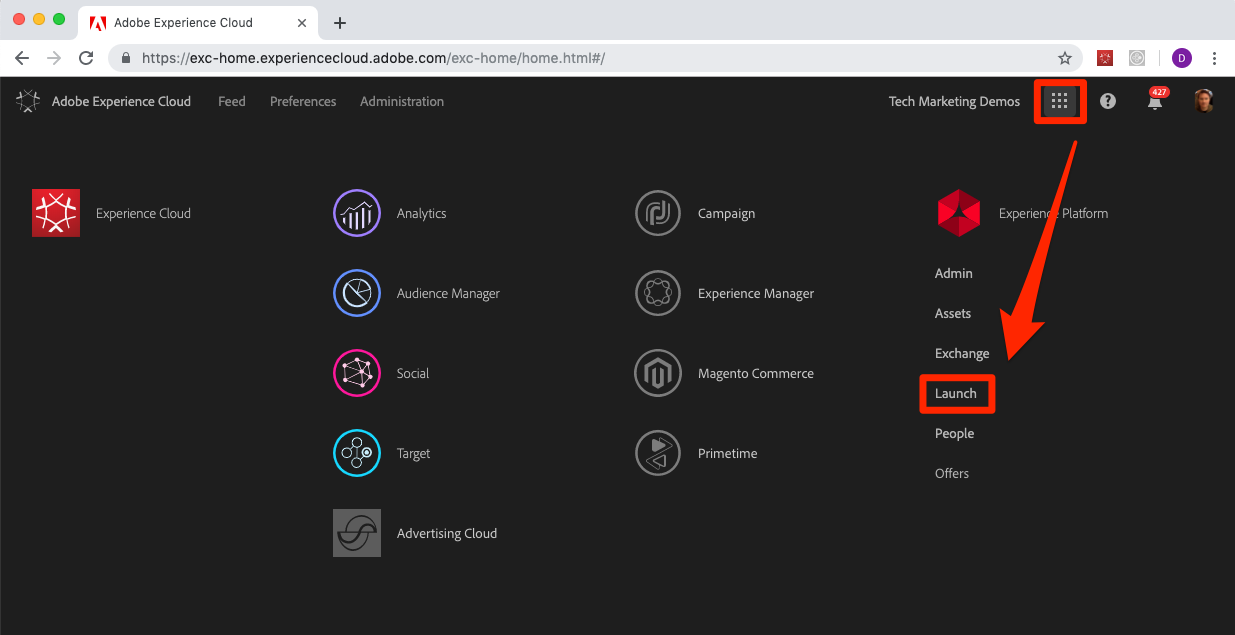 Adobe Experience Cloud
https://exc-home.experiencecloud.adobe.com/exc-home/home.html#/
D
Adobe Experience Cloud Feed Preferences Administration Tech Marketing Demos 427
Experience Cloud Analytics Campaign Experience Platform
Admin
Audience Manager Experience Manager
Assets
Exchange
Social Magento Commerce
Launch
People
Target Primetime
Offers
Advertising Cloud